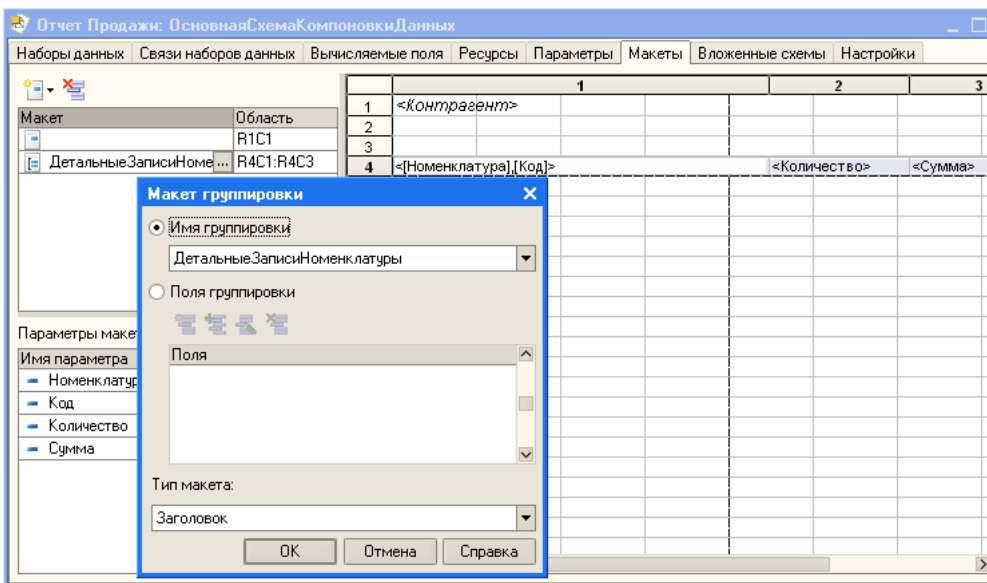 Отчет Продажи: ОсновнаяСхемаКомпоновкиДанных
Наборы данных Связи наборов данных Вычисляемые поля Ресурсы Параметры Макеты Вложенные схемы Настройки
1 2 3
Макет Область
R1C1
ДетальныеЗаписиНоме ... R4C1:R4C3
1 <Контрагент>
2
3
4 <[Номенклатура],[Код]> <Количество> <Сумма>
Макет группировки
Имя группировки
ДетальныеЗаписиНоменклатуры
Поля группировки
Поля
Тип макета:
Заголовок
ОК Отмена Справка
Параметры маке
Имя параметра
Номенклатур
Код
Количество
Сумма